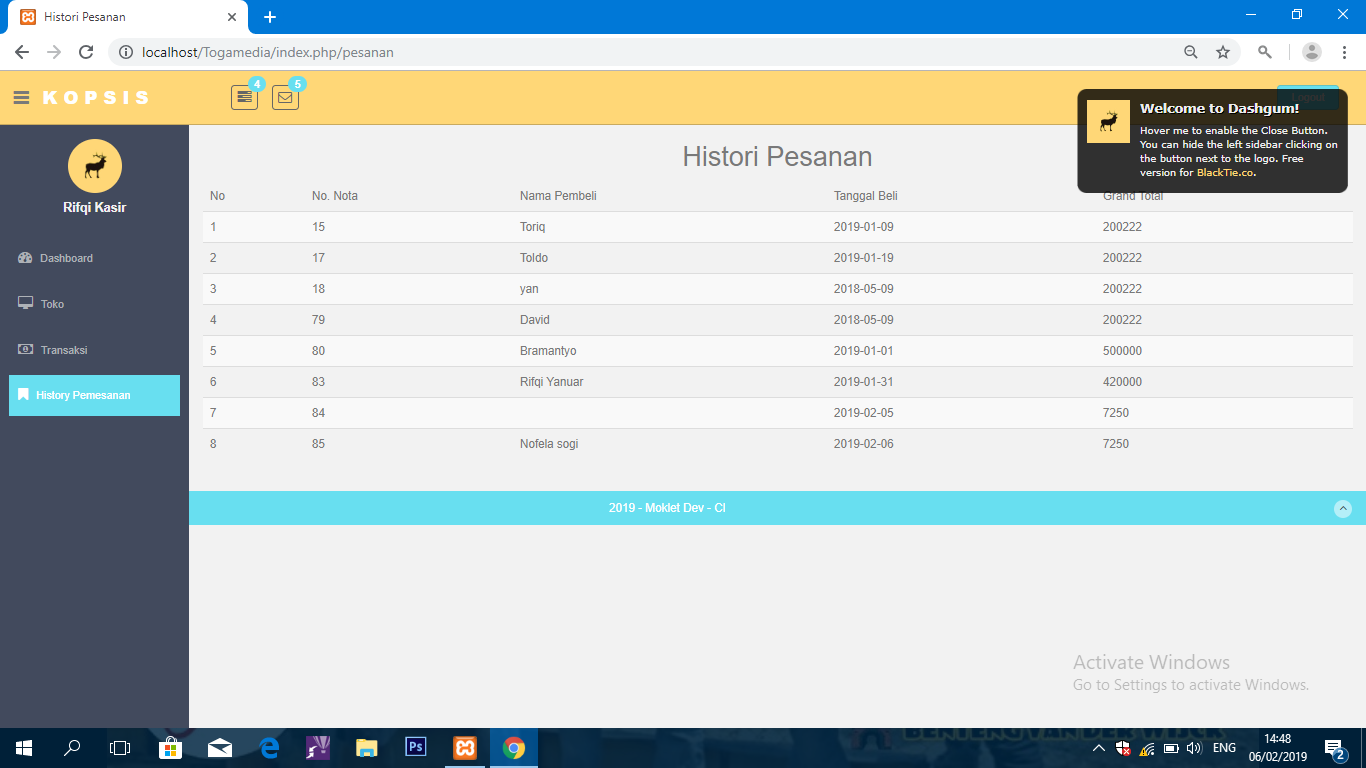 Histori Pesanan
localhost/Togamedia/index.php/pesanan
KOPSIS
4
5
Welcome to Dashgum!
Hover me to enable the Close Button.
You can hide the left sidebar clicking on
the button next to the logo. Free
version for BlackTie.co.
Rifqi Kasir
Dashboard
Toko
Transaksi
History Pemesanan
Histori Pesanan
No No. Nota Nama Pembeli Tanggal Beli Grand Total
1 15 Toriq 2019-01-09 200222
2 17 Toldo 2019-01-19 200222
3 18 yan 2018-05-09 200222
4 79 David 2018-05-09 200222
5 80 Bramantyo 2019-01-01 500000
6 83 Rifqi Yanuar 2019-01-31 420000
7 84 2019-02-05 7250
8 85 Nofela sogi 2019-02-06 7250
2019 - Moklet Dev - CI
Activate Windows
Go to Settings to activate Windows.
Ps
ENG
14:48
06/02/2019
2